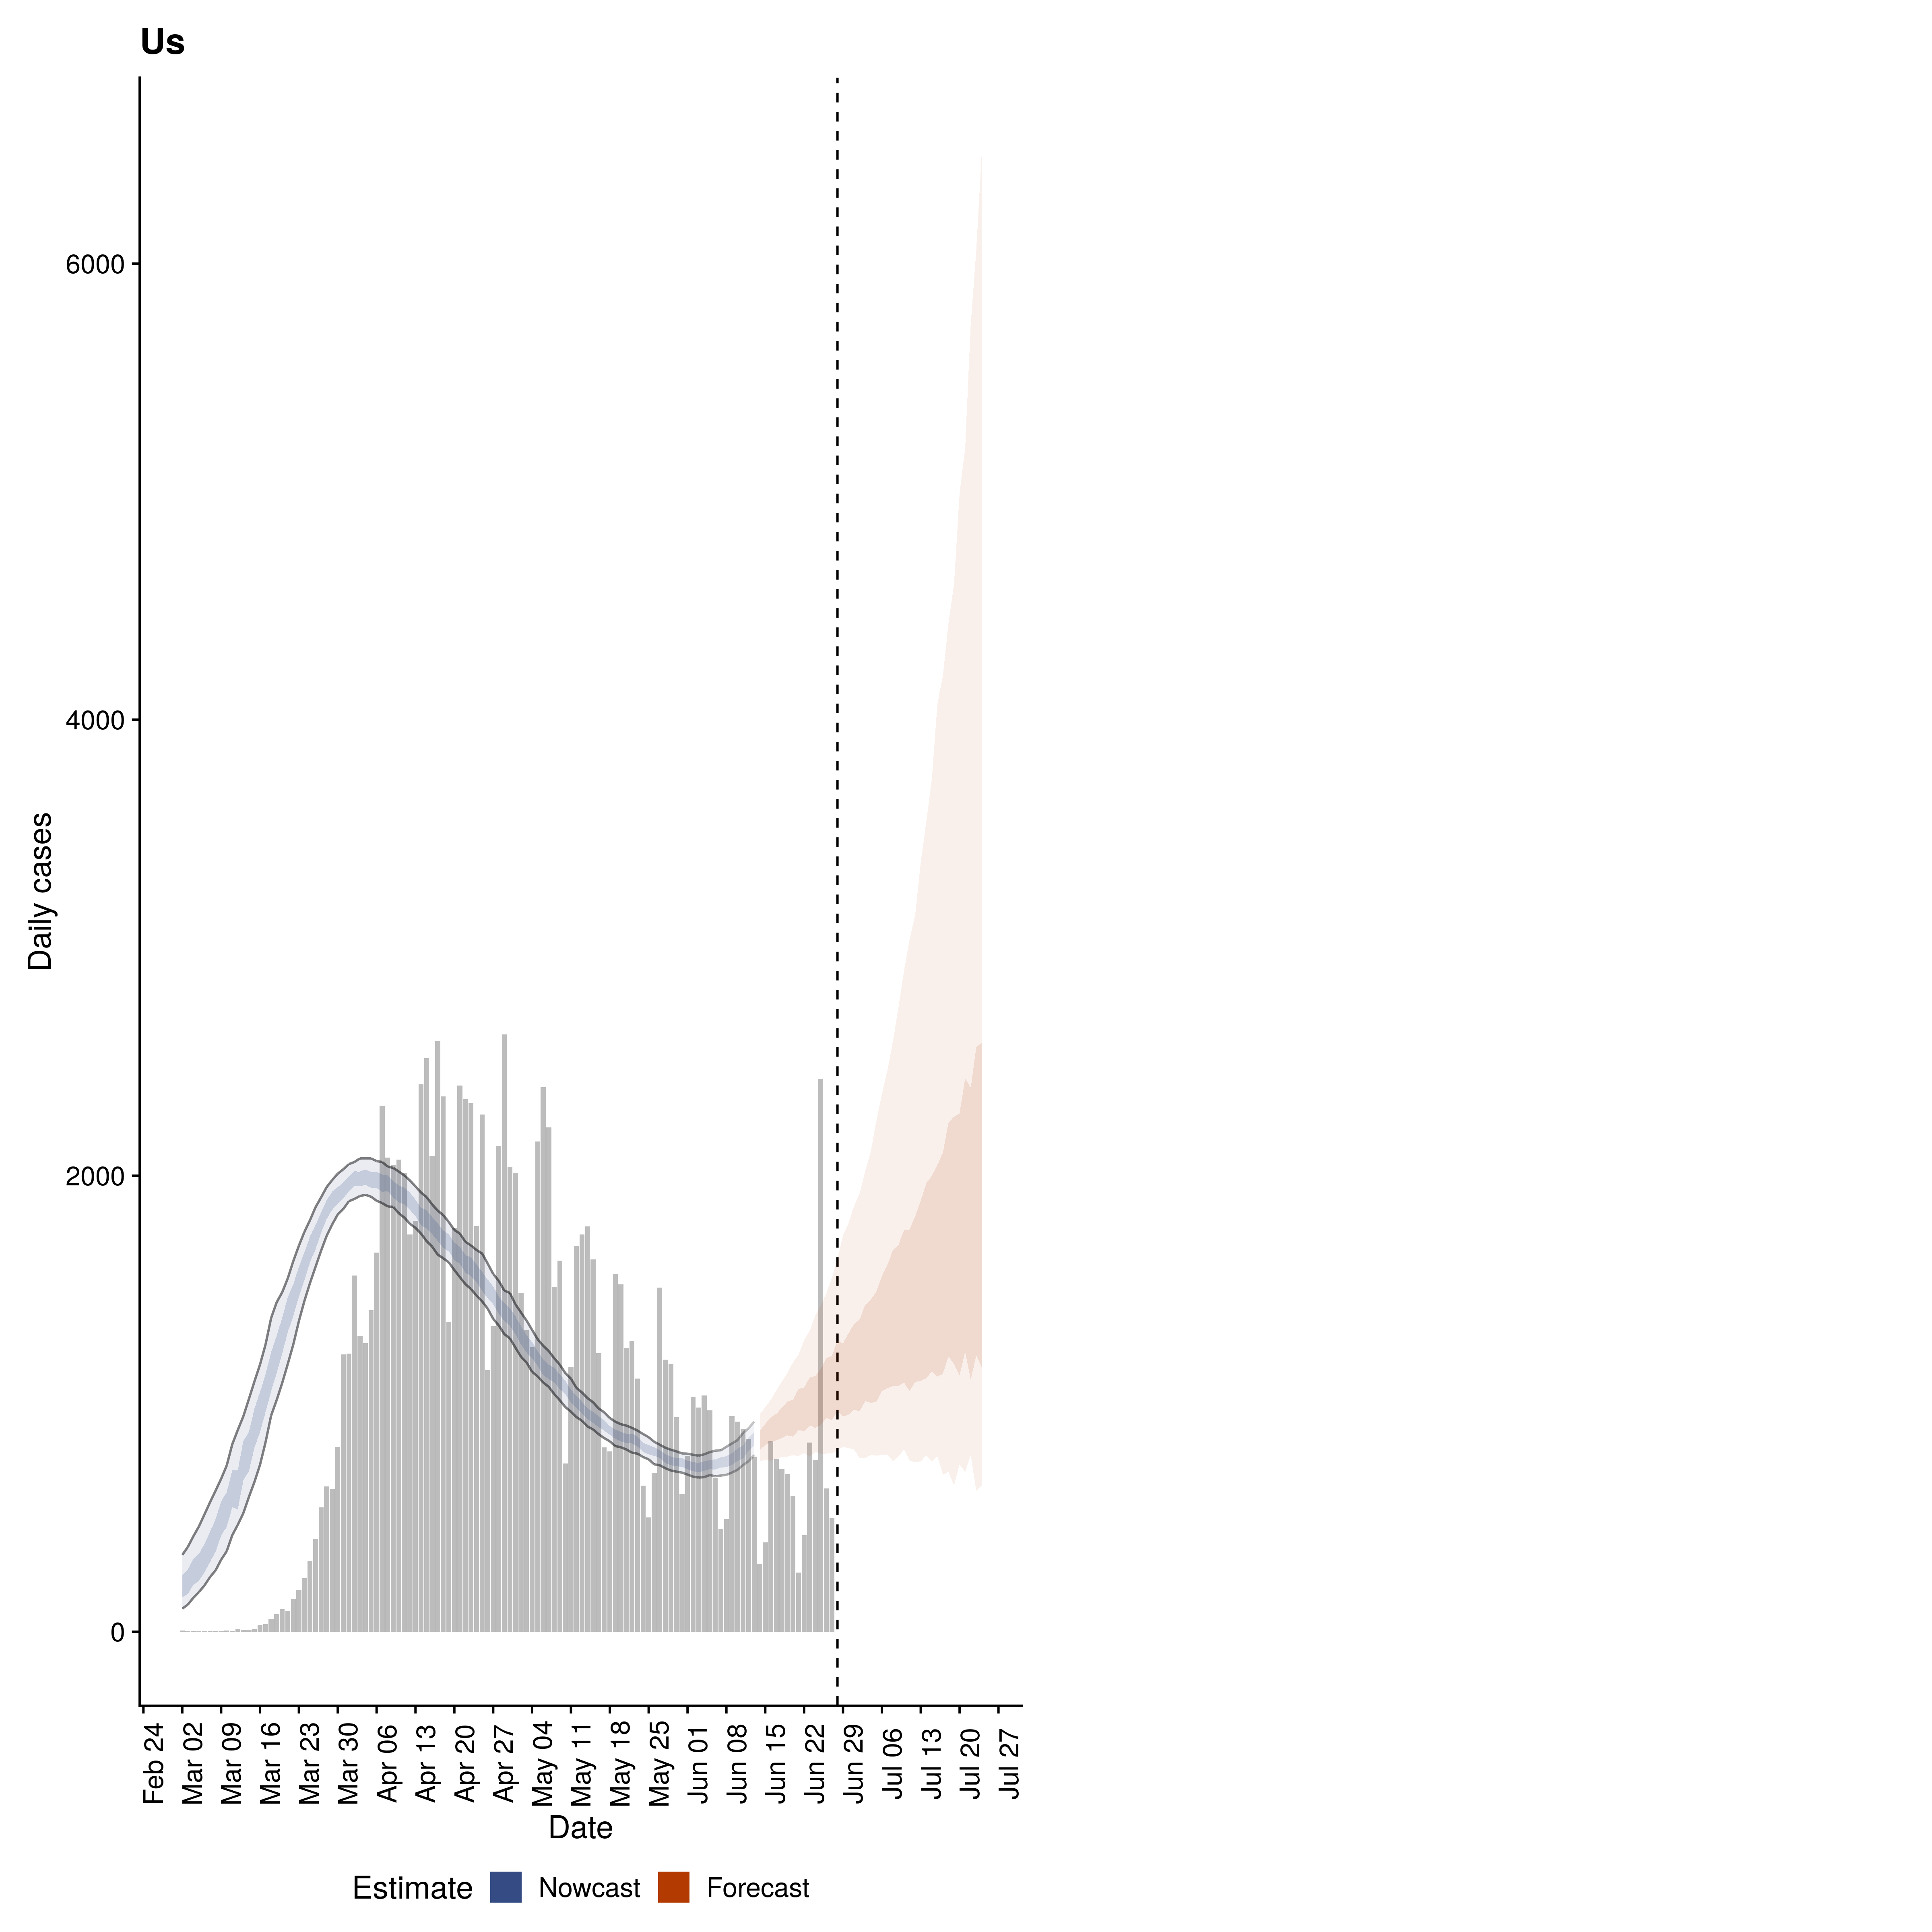 Us
Daily cases
6000
4000
2000
0
Feb 24
Mar 02
Mar 09
Mar 16
Mar 23
Mar 30
Apr 06
Apr 13
Apr 20
Apr 27
May 04
May 11
May 18
May 25
Jun 01
Jun 08
Jun 15
Jun 22
Jun 29
Jul 06
Jul 13
Jul 20
Jul 27
Date
Estimate Nowcast Forecast